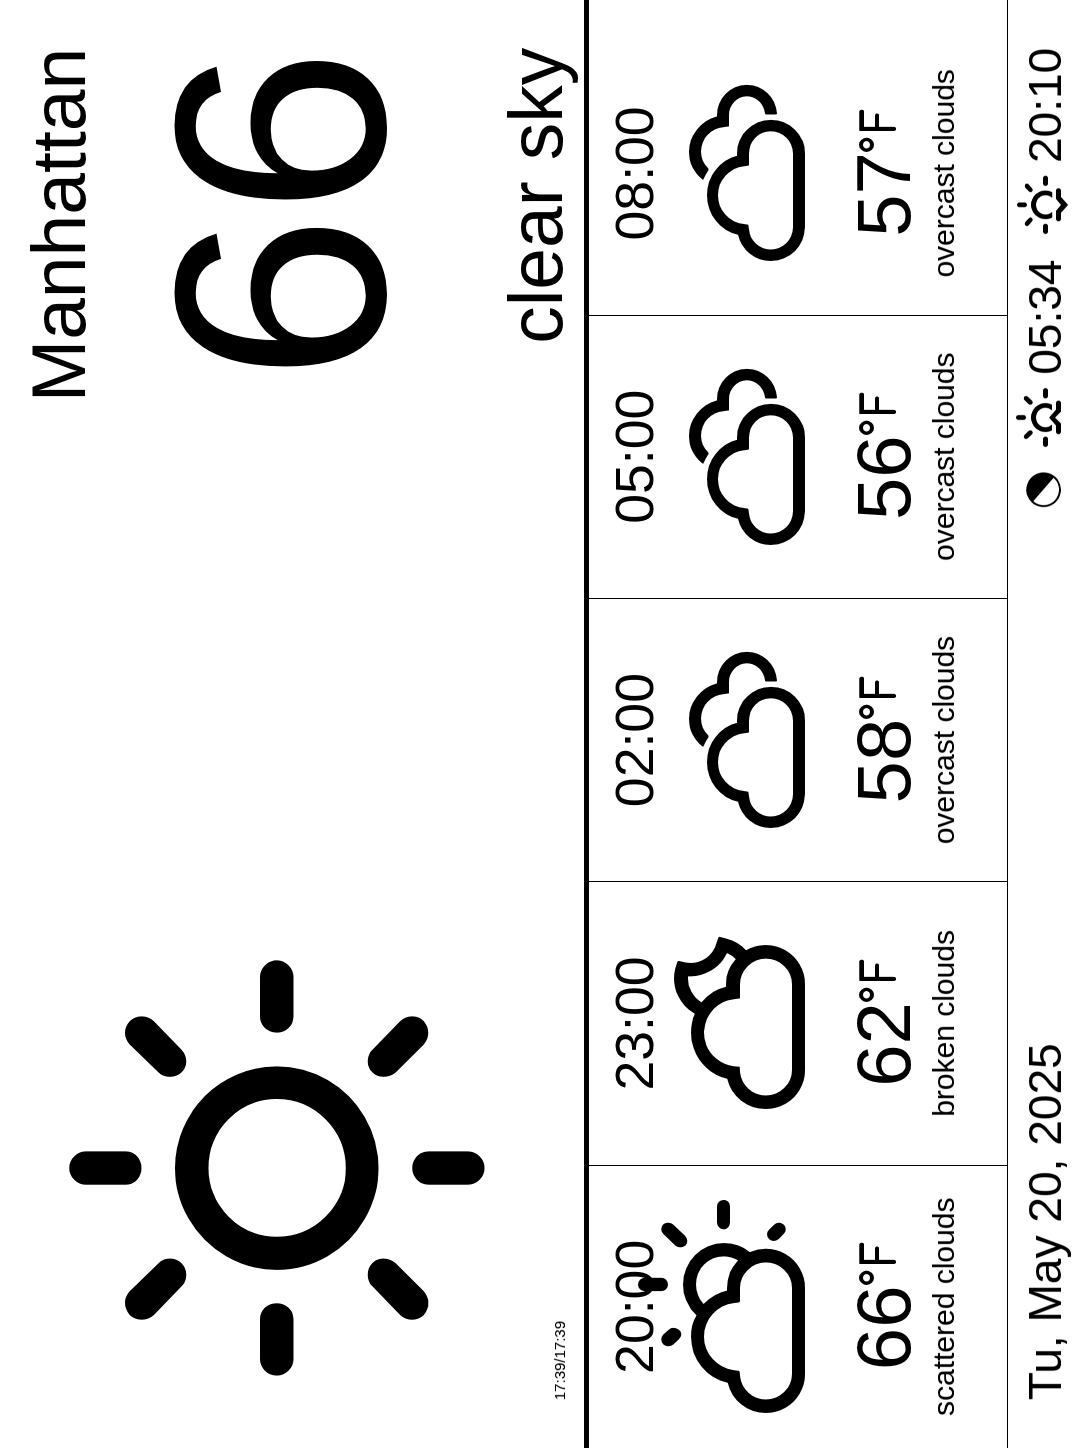 Manhattan
66
clear sky
17:39/17:39
20:00 23:00 02:00 05:00 08:00
66°F 62°F 58°F 56°F 57°F
scattered clouds broken clouds overcast clouds overcast clouds overcast clouds
Tu, May 20, 2025 05:34 20:10